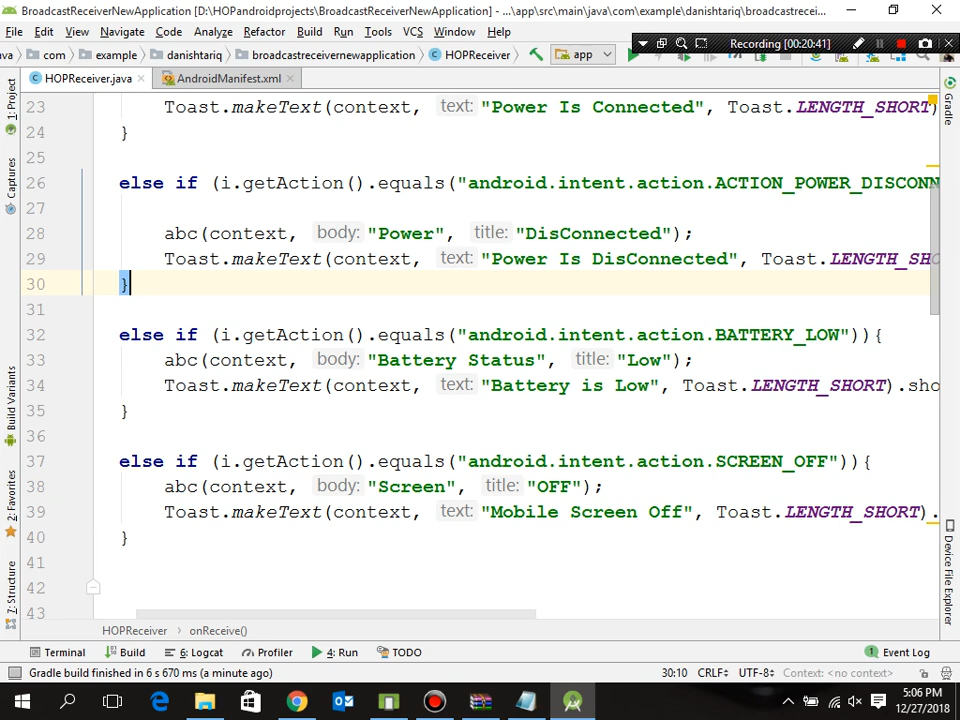 BroadcastReceiverNewApplication [D:\HOPandroidprojects\BroadcastReceiverNewApplication] - ...\app\src\main\java\com\example\danishtariq\broadcastrecei...
File Edit View Navigate Code Analyze Refactor Build Run Tools VCS Window Help
Recording [00:20:41]
va com example danishtariq broadcastreceivernewapplication HOPReceiver app
HOPReceiver.java AndroidManifest.xml
1: Project
Captures
Build Variants
2: Favorites
7: Structure
Gradle
Device File Explorer
23 Toast.makeText(context, text: "Power Is Connected", Toast.LENGTH_SHORT)
24 }
25
26 else if (i.getAction().equals("android.intent.action.ACTION_POWER_DISCONN
27
28 abc(context, body: "Power", title: "DisConnected");
29 Toast.makeText(context, text: "Power Is DisConnected", Toast.LENGTH_SHO
30 }
31
32 else if (i.getAction().equals("android.intent.action.BATTERY_LOW")){
33 abc(context, body: "Battery Status", title: "Low");
34 Toast.makeText(context, text: "Battery is Low", Toast.LENGTH_SHORT).sho
35 }
36
37 else if (i.getAction().equals("android.intent.action.SCREEN_OFF")){
38 abc(context, body: "Screen", title: "OFF");
39 Toast.makeText(context, text: "Mobile Screen Off", Toast.LENGTH_SHORT).
40 }
41
42
43
HOPReceiver › onReceive()
Terminal Build 6: Logcat Profiler 4: Run TODO 1 Event Log
Gradle build finished in 6 s 670 ms (a minute ago) 30:10 CRLF UTF-8 Context: <no context>
5:06 PM
12/27/2018